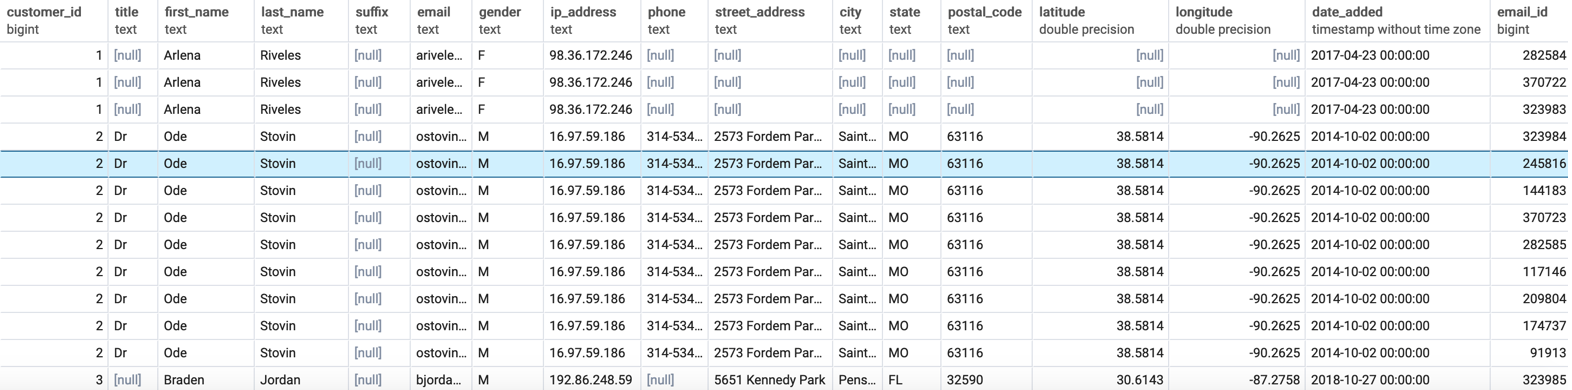 customer_id title first_name last_name suffix email gender ip_address phone street_address city state postal_code latitude longitude date_added email_id
bigint text text text text text text text text text text text text double precision double precision timestamp without time zone bigint
1 [null] Arlena Riveles [null] arivele... F 98.36.172.246 [null] [null] [null] [null] [null] [null] [null] 2017-04-23 00:00:00 282584
1 [null] Arlena Riveles [null] arivele... F 98.36.172.246 [null] [null] [null] [null] [null] [null] [null] 2017-04-23 00:00:00 370722
1 [null] Arlena Riveles [null] arivele... F 98.36.172.246 [null] [null] [null] [null] [null] [null] [null] 2017-04-23 00:00:00 323983
2 Dr Ode Stovin [null] ostovin... M 16.97.59.186 314-534... 2573 Fordem Par... Saint... MO 63116 38.5814 -90.2625 2014-10-02 00:00:00 323984
2 Dr Ode Stovin [null] ostovin... M 16.97.59.186 314-534... 2573 Fordem Par... Saint... MO 63116 38.5814 -90.2625 2014-10-02 00:00:00 245816
2 Dr Ode Stovin [null] ostovin... M 16.97.59.186 314-534... 2573 Fordem Par... Saint... MO 63116 38.5814 -90.2625 2014-10-02 00:00:00 144183
2 Dr Ode Stovin [null] ostovin... M 16.97.59.186 314-534... 2573 Fordem Par... Saint... MO 63116 38.5814 -90.2625 2014-10-02 00:00:00 370723
2 Dr Ode Stovin [null] ostovin... M 16.97.59.186 314-534... 2573 Fordem Par... Saint... MO 63116 38.5814 -90.2625 2014-10-02 00:00:00 282585
2 Dr Ode Stovin [null] ostovin... M 16.97.59.186 314-534... 2573 Fordem Par... Saint... MO 63116 38.5814 -90.2625 2014-10-02 00:00:00 117146
2 Dr Ode Stovin [null] ostovin... M 16.97.59.186 314-534... 2573 Fordem Par... Saint... MO 63116 38.5814 -90.2625 2014-10-02 00:00:00 209804
2 Dr Ode Stovin [null] ostovin... M 16.97.59.186 314-534... 2573 Fordem Par... Saint... MO 63116 38.5814 -90.2625 2014-10-02 00:00:00 174737
2 Dr Ode Stovin [null] ostovin... M 16.97.59.186 314-534... 2573 Fordem Par... Saint... MO 63116 38.5814 -90.2625 2014-10-02 00:00:00 91913
3 [null] Braden Jordan [null] bjorda... M 192.86.248.59 [null] 5651 Kennedy Park Pens... FL 32590 30.6143 -87.2758 2018-10-27 00:00:00 323985